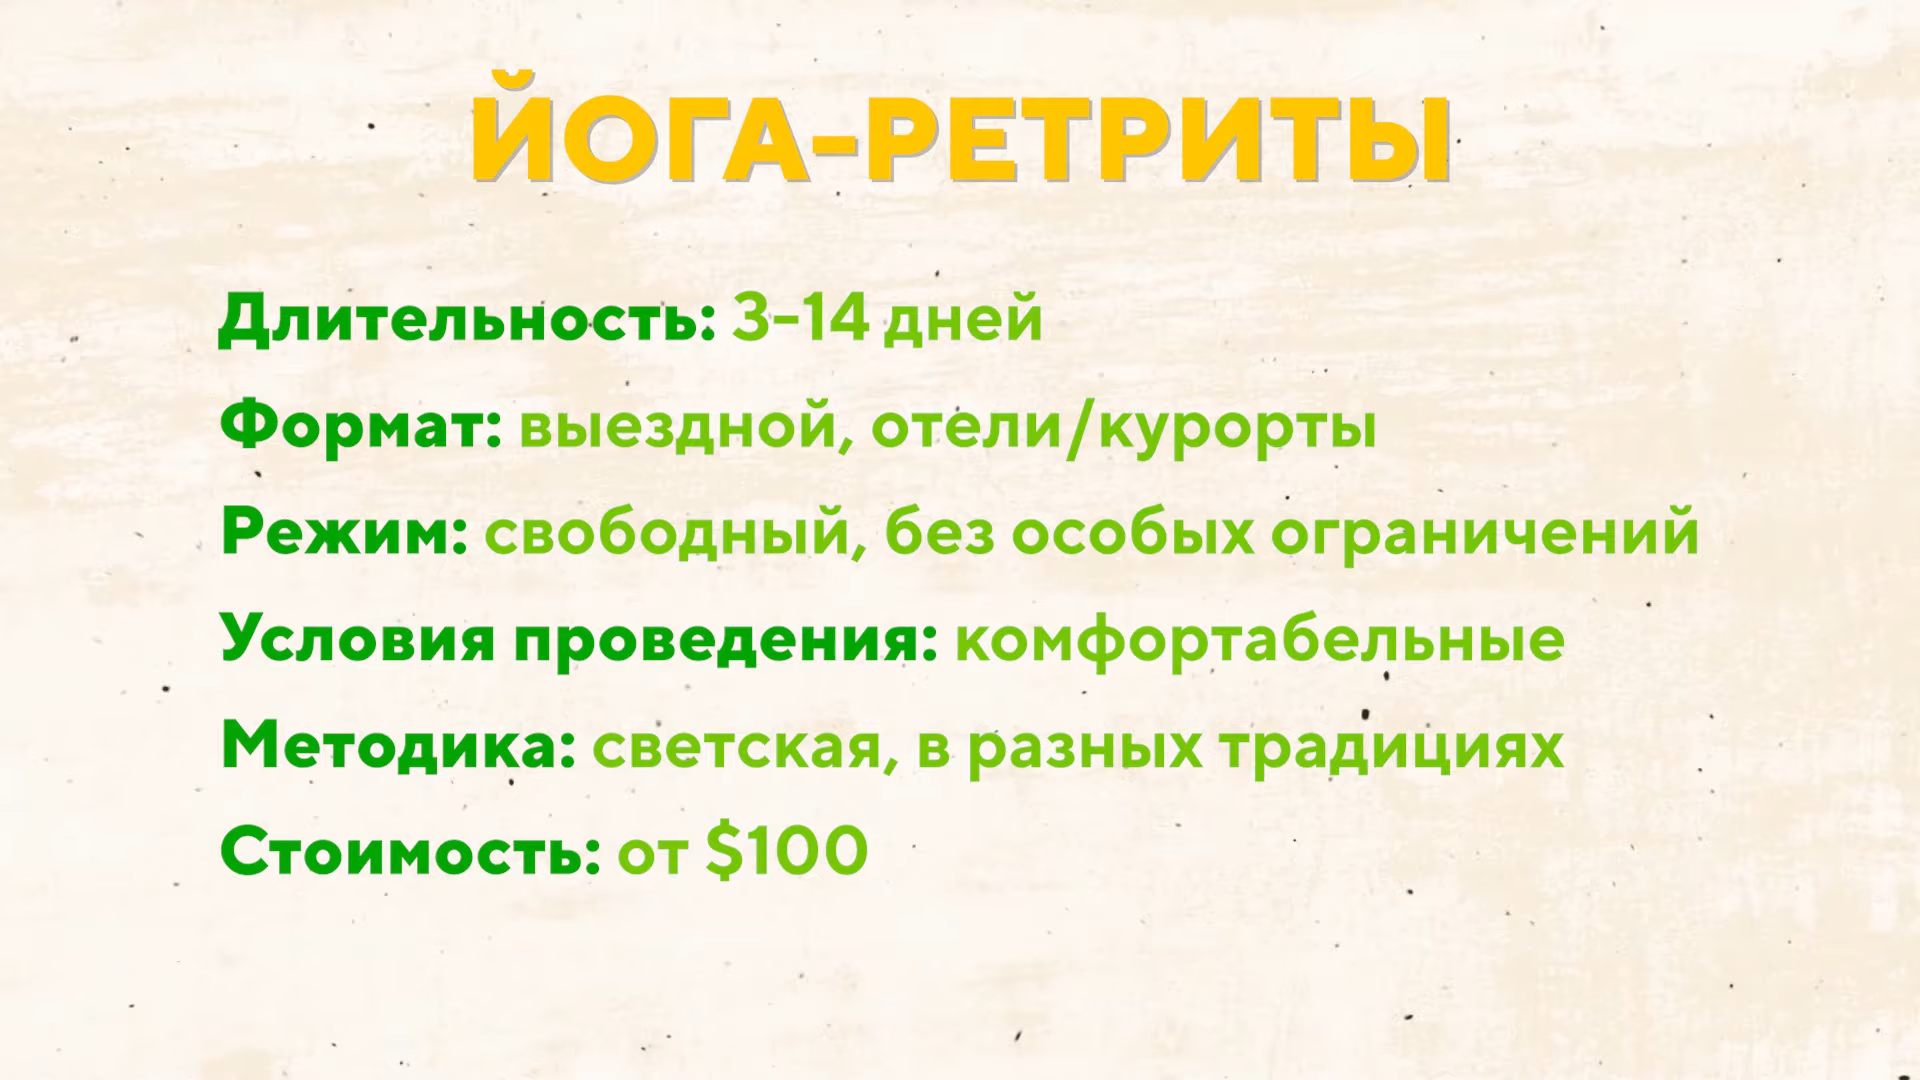 ЙОГА-РЕТРИТЫ
Длительность: 3-14 дней
Формат: выездной, отели/курорты
Режим: свободный, без особых ограничений
Условия проведения: комфортабельные
Методика: светская, в разных традициях
Стоимость: от $100